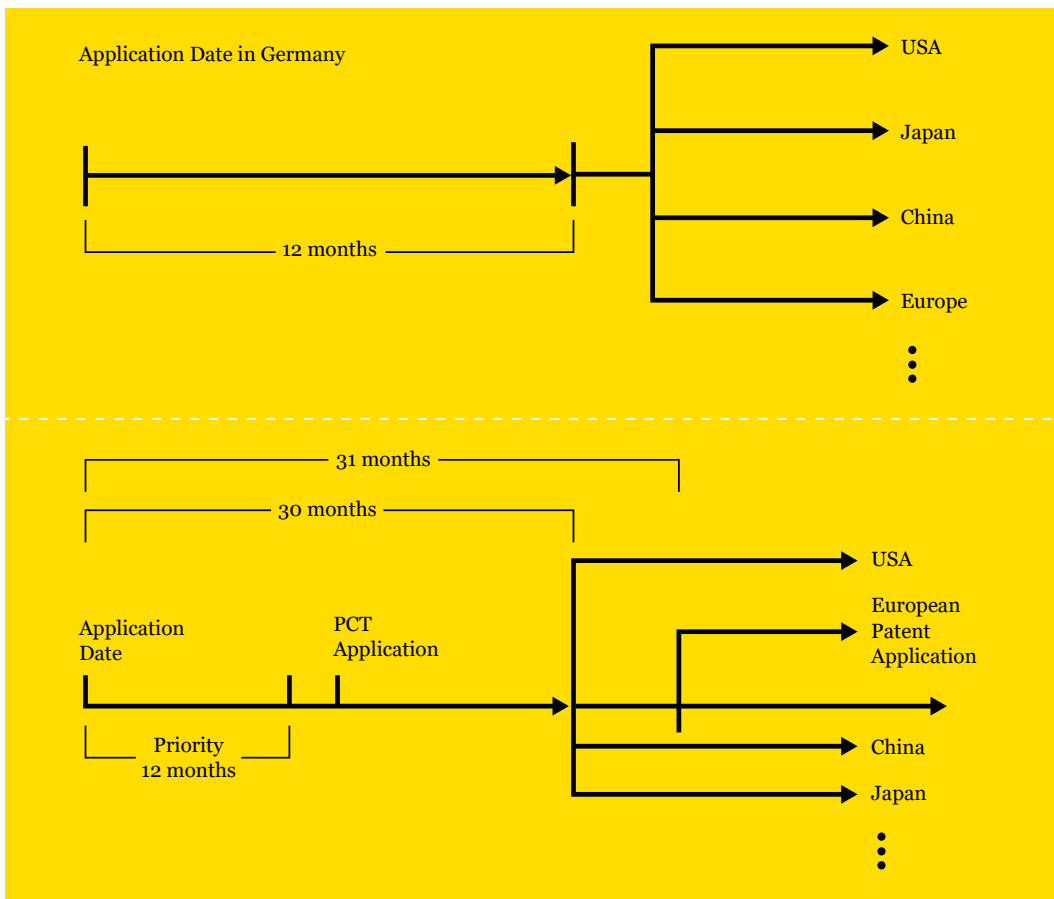 Application Date in Germany
USA
Japan
China
Europe
12 months
31 months
30 months
USA
European
Patent
Application
Application
Date
PCT
Application
Priority
12 months
China
Japan